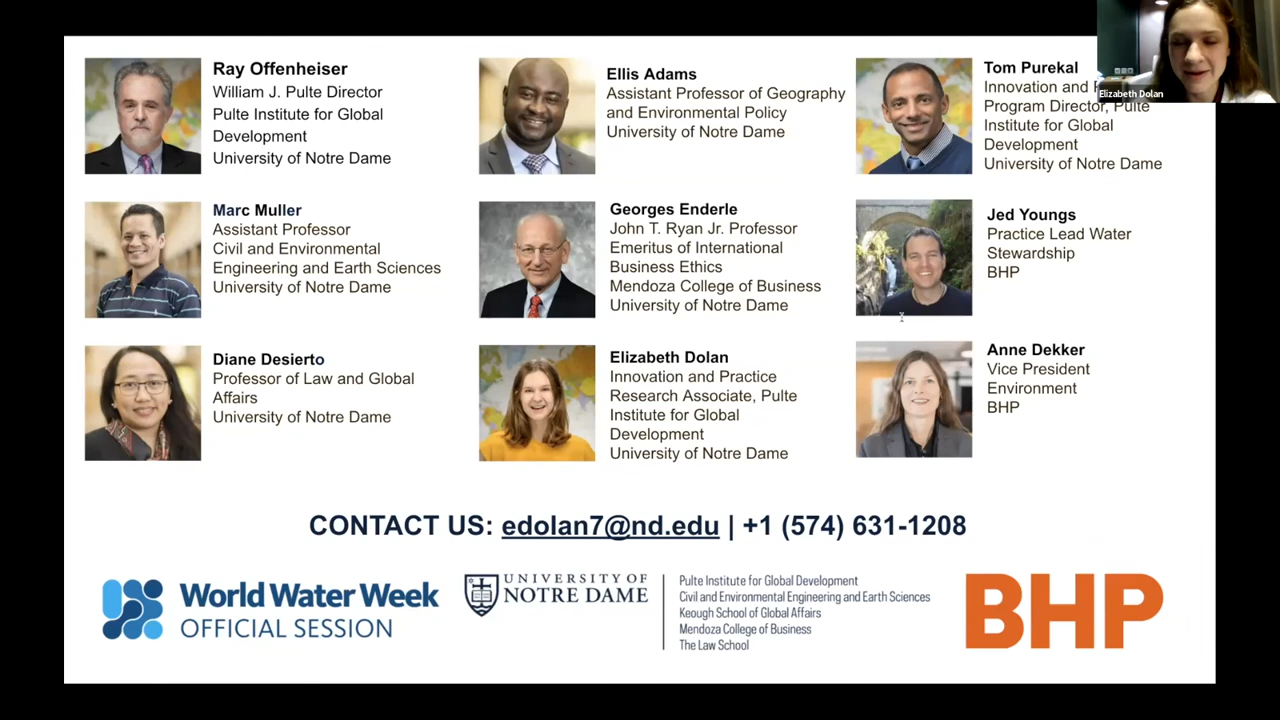 Ray Offenheiser
William J. Pulte Director
Pulte Institute for Global
Development
University of Notre Dame
Ellis Adams
Assistant Professor of Geography
and Environmental Policy
University of Notre Dame
Tom Purekal
Innovation and
Program Director, Pulte
Institute for Global
Development
University of Notre Dame
Elizabeth Dolan
Marc Muller
Assistant Professor
Civil and Environmental
Engineering and Earth Sciences
University of Notre Dame
Georges Enderle
John T. Ryan Jr. Professor
Emeritus of International
Business Ethics
Mendoza College of Business
University of Notre Dame
Jed Youngs
Practice Lead Water
Stewardship
BHP
Diane Desierto
Professor of Law and Global
Affairs
University of Notre Dame
Elizabeth Dolan
Innovation and Practice
Research Associate, Pulte
Institute for Global
Development
University of Notre Dame
Anne Dekker
Vice President
Environment
BHP
CONTACT US: edolan7@nd.edu | +1 (574) 631-1208
World Water Week
OFFICIAL SESSION
UNIVERSITY OF
NOTRE DAME
Pulte Institute for Global Development
Civil and Environmental Engineering and Earth Sciences
Keough School of Global Affairs
Mendoza College of Business
The Law School
BHP